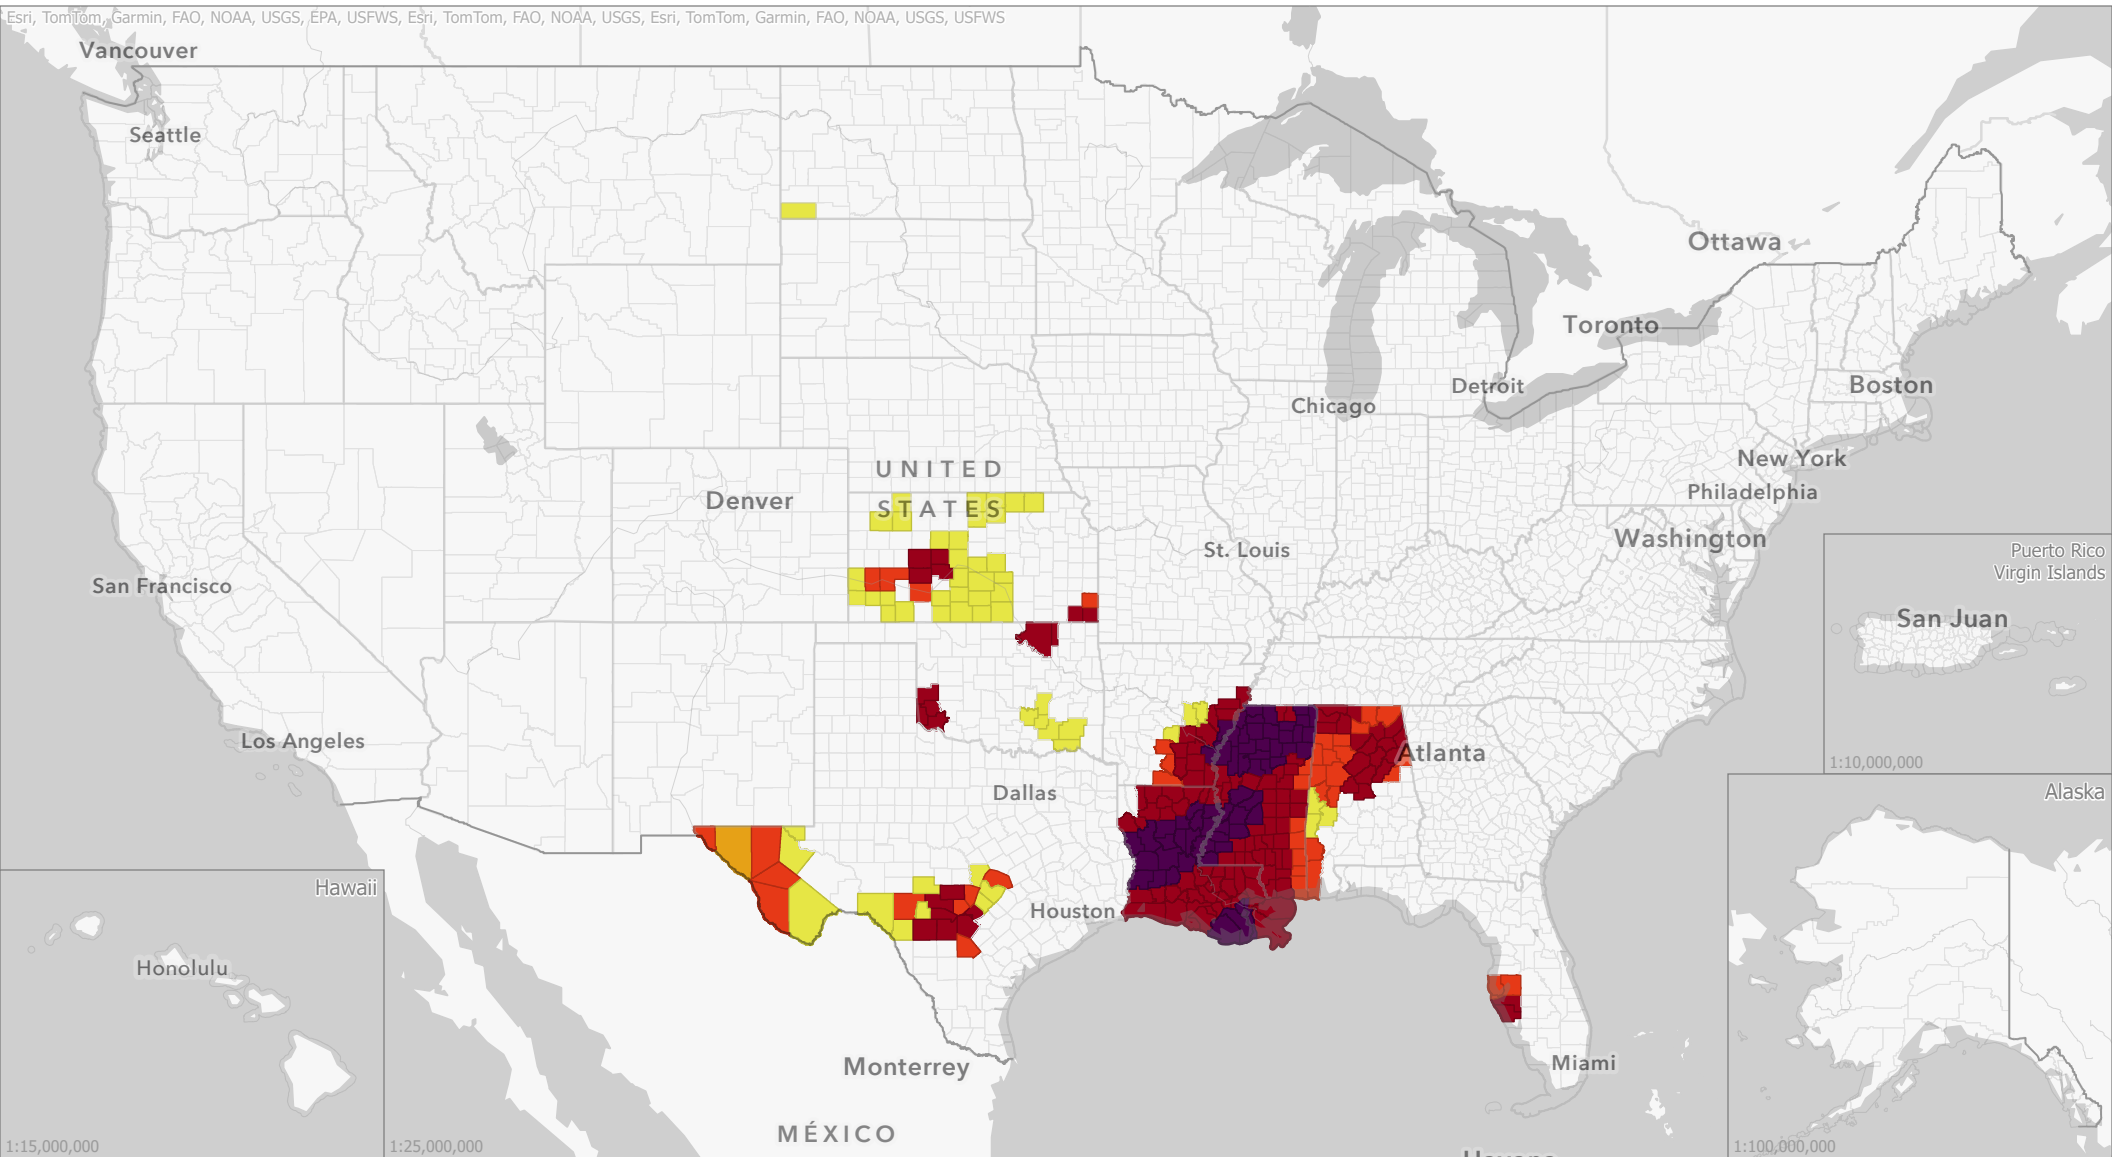 Esri, TomTom, Garmin, FAO, NOAA, USGS, EPA, USFWS, Esri, TomTom, FAO, NOAA, USGS, Esri, TomTom, Garmin, FAO, NOAA, USGS, USFWS
Vancouver
Seattle
Ottawa
Toronto
Detroit
Boston
Chicago
New York
UNITED
STATES
Denver
Philadelphia
Washington
St. Louis
San Francisco
Puerto Rico
Virgin Islands
San Juan
Los Angeles
Atlanta
1:10,000,000
Dallas
Alaska
Hawaii
Houston
Honolulu
Monterrey
Miami
MÉXICO
1:15,000,000
1:25,000,000
1:100,000,000